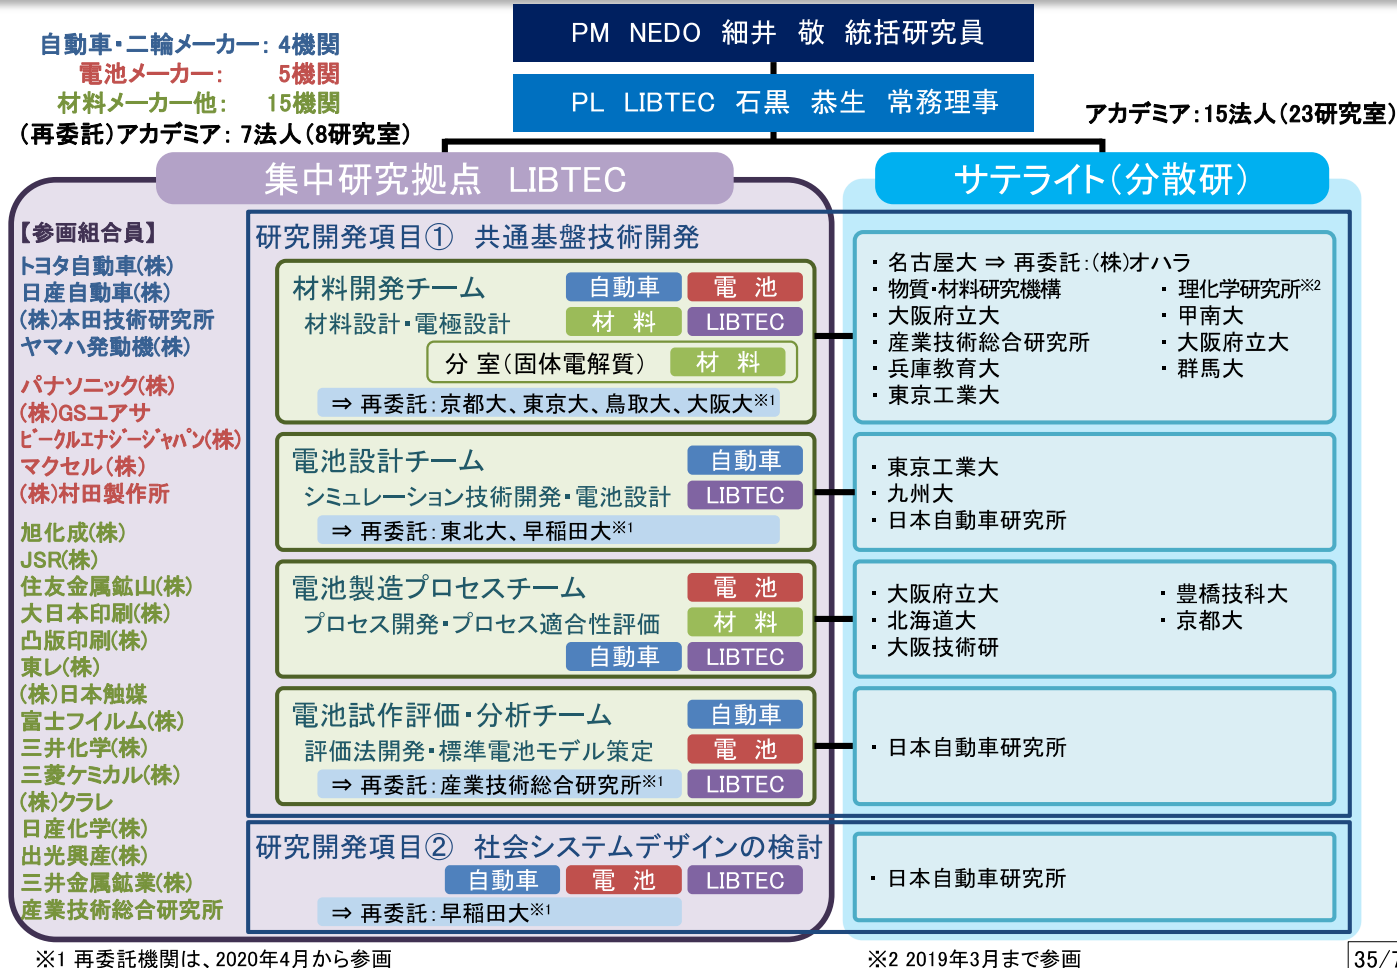 PM NEDO 細井 敬 統括研究員
PL LIBTEC 石黒 恭生 常務理事
自動車・二輪メーカー: 4機関
電池メーカー: 5機関
材料メーカー他: 15機関
(再委託)アカデミア: 7法人(8研究室)
アカデミア:15法人(23研究室)
集中研究拠点 LIBTEC
サテライト(分散研)
【参画組合員】
トヨタ自動車(株)
日産自動車(株)
(株)本田技術研究所
ヤマハ発動機(株)
パナソニック(株)
(株)GSユアサ
ビークルエナジージャパン(株)
マクセル(株)
(株)村田製作所
旭化成(株)
JSR(株)
住友金属鉱山(株)
大日本印刷(株)
凸版印刷(株)
東レ(株)
(株)日本触媒
富士フイルム(株)
三井化学(株)
三菱ケミカル(株)
(株)クラレ
日産化学(株)
出光興産(株)
三井金属鉱業(株)
産業技術総合研究所
研究開発項目① 共通基盤技術開発
材料開発チーム 自動車 電 池
材料設計・電極設計 材 料 LIBTEC
分 室(固体電解質) 材 料
⇒ 再委託:京都大、東京大、鳥取大、大阪大※1
・ 名古屋大 ⇒ 再委託:(株)オハラ
・ 物質・材料研究機構 ・ 理化学研究所※2
・ 大阪府立大 ・ 甲南大
・ 産業技術総合研究所 ・ 大阪府立大
・ 兵庫教育大 ・ 群馬大
・ 東京工業大
電池設計チーム 自動車
シミュレーション技術開発・電池設計 LIBTEC
⇒ 再委託:東北大、早稲田大※1
・ 東京工業大
・ 九州大
・ 日本自動車研究所
電池製造プロセスチーム 電 池
プロセス開発・プロセス適合性評価 材 料
自動車 LIBTEC
・ 大阪府立大 ・ 豊橋技科大
・ 北海道大 ・ 京都大
・ 大阪技術研
電池試作評価・分析チーム 自動車
評価法開発・標準電池モデル策定 電 池
⇒ 再委託:産業技術総合研究所※1 LIBTEC
・ 日本自動車研究所
研究開発項目② 社会システムデザインの検討
自動車 電 池 LIBTEC
⇒ 再委託:早稲田大※1
・ 日本自動車研究所
※1 再委託機関は、2020年4月から参画
※2 2019年3月まで参画
35/7